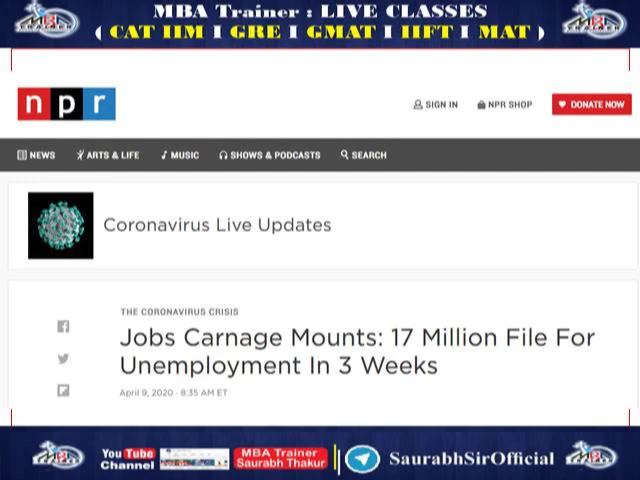 MBA Trainer : LIVE CLASSES
( CAT IIM I GRE I GMAT I IIFT I MAT )
npr
SIGN IN NPR SHOP DONATE NOW
NEWS ARTS & LIFE MUSIC SHOWS & PODCASTS SEARCH
Coronavirus Live Updates
THE CORONAVIRUS CRISIS
Jobs Carnage Mounts: 17 Million File For
Unemployment In 3 Weeks
April 9, 2020 · 8:35 AM ET
YouTube
Channel
MBA Trainer
Saurabh Thakur
SaurabhSirOfficial